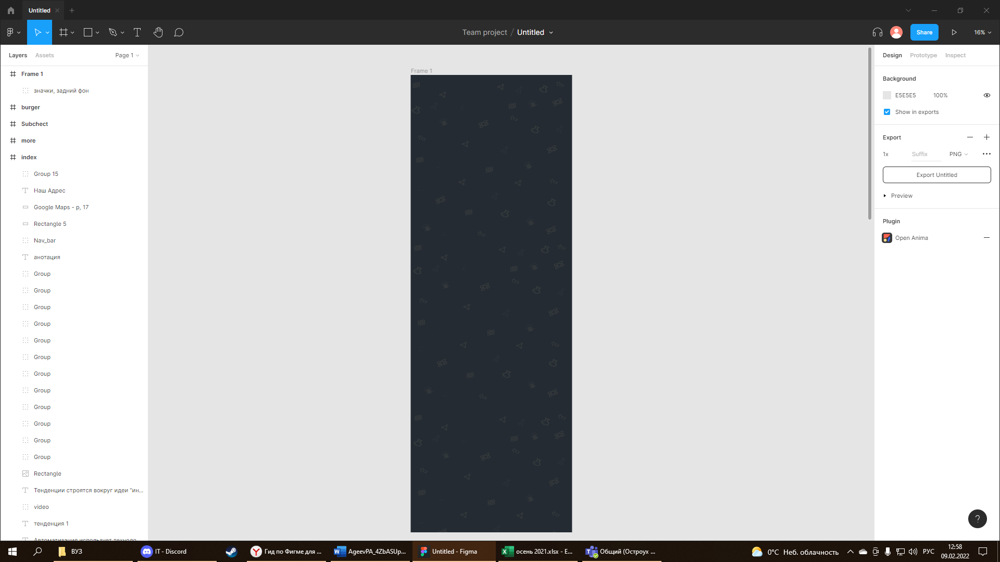 Untitled
Team project / Untitled
Share
16%
Layers
Assets
Page 1
Design
Prototype
Inspect
Frame 1
значки, задний фон
burger
Subchect
more
index
Group 15
Наш Адрес
Google Maps - p, 17
Rectangle 5
Nav_bar
анотация
Group
Group
Group
Group
Group
Group
Group
Group
Group
Group
Group
Group
Rectangle
Тенденции строятся вокруг идеи "ин...
video
тенденция 1
Автоматизация использует техноло
Frame 1
Background
E5E5E5 100%
Show in exports
Export
1x Suffix PNG
Export Untitled
Preview
Plugin
Open Anima
?
ВУЗ
IT - Discord
Гид по Фигме для ...
AgeevPA_4ZbASUp...
Untitled - Figma
осень 2021.xlsx - E...
Общий (Остроух ...
0°C Неб. облачность
РУС
12:58
09.02.2022